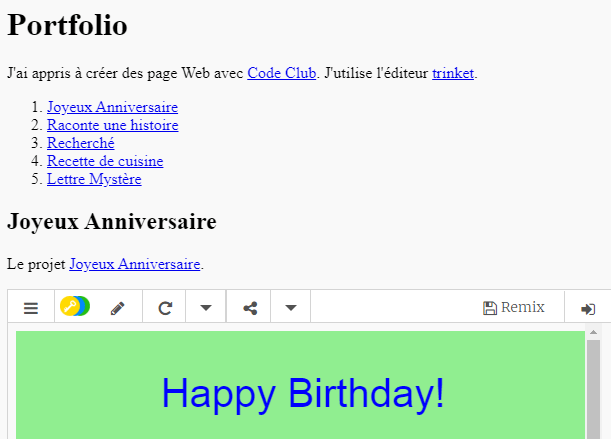 Portfolio
J'ai appris à créer des page Web avec Code Club. J'utilise l'éditeur trinket.
1. Joyeux Anniversaire
2. Raconte une histoire
3. Recherché
4. Recette de cuisine
5. Lettre Mystère
Joyeux Anniversaire
Le projet Joyeux Anniversaire.
Remix
Happy Birthday!